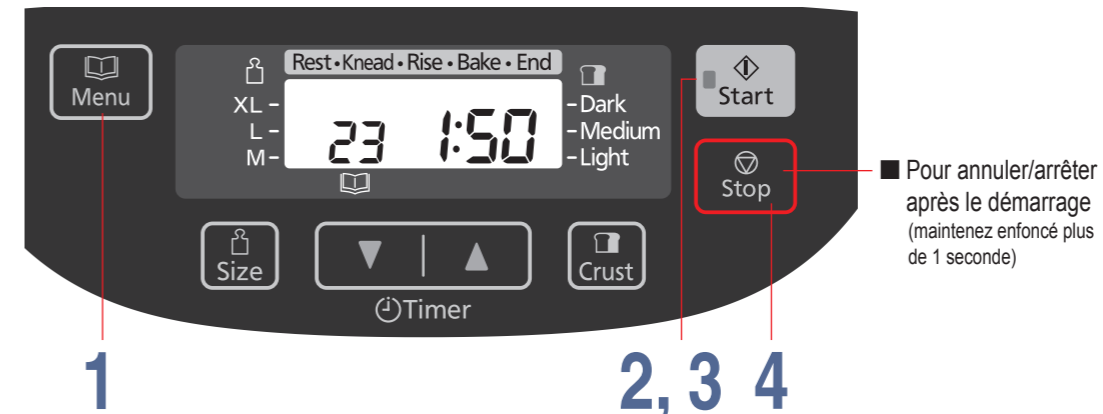 Menu
Rest • Knead • Rise • Bake • End
XL -
L -
M -
23 1:50
- Dark
- Medium
- Light
Start
Stop
■ Pour annuler/arrêter
après le démarrage
(maintenez enfoncé plus
de 1 seconde)
Size
Timer
Crust
1
2, 3
4